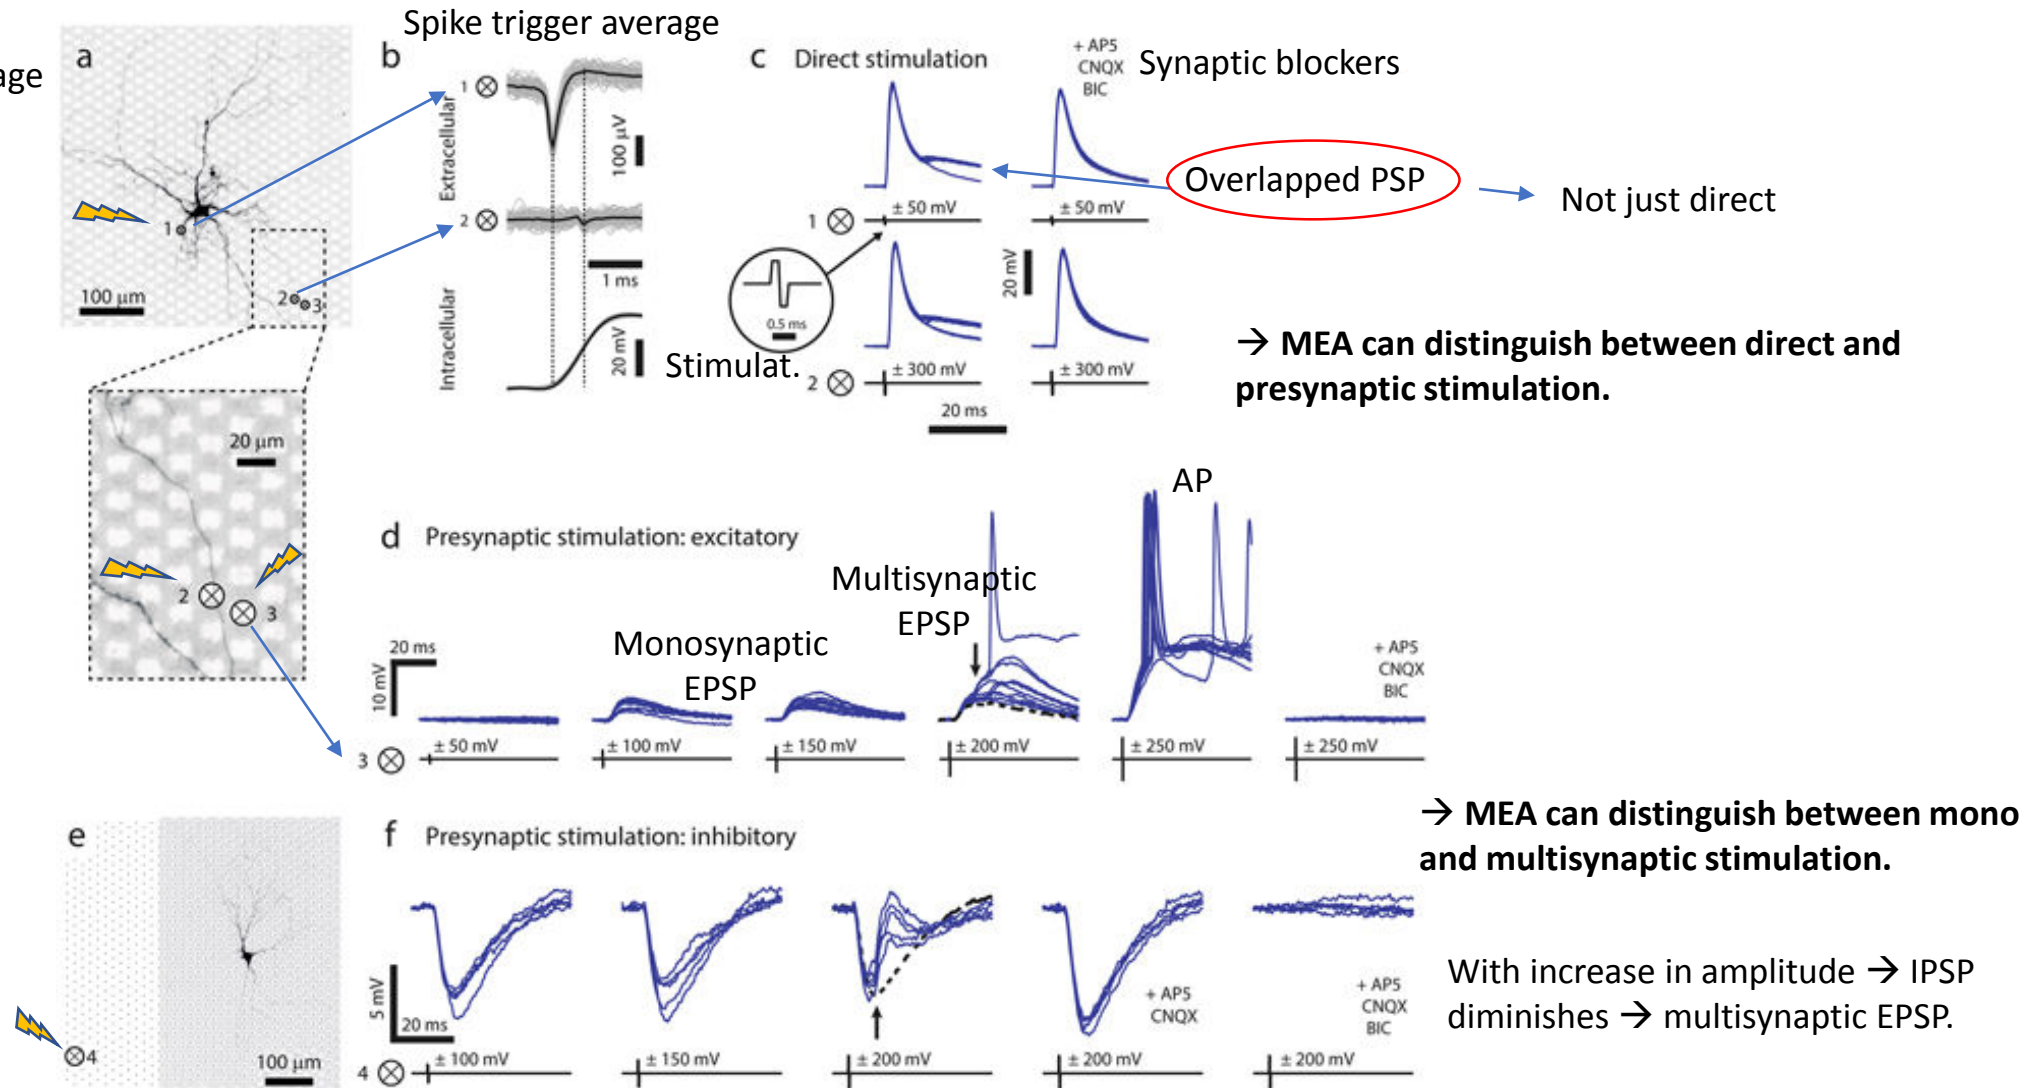 Spike trigger average
age
a
1
2
3
100 μm
20 μm
2
3
b
1
Extracellular
100 μV
2
1 ms
Intracellular
20 mV
c Direct stimulation
+ AP5
CNQX
BIC
Synaptic blockers
Overlapped PSP
Not just direct
1
± 50 mV
± 50 mV
0.5 ms
Stimulat.
20 mV
2
± 300 mV
± 300 mV
20 ms
→ MEA can distinguish between direct and
presynaptic stimulation.
d Presynaptic stimulation: excitatory
AP
Multisynaptic
EPSP
Monosynaptic
EPSP
20 ms
10 mV
+ AP5
CNQX
BIC
3
± 50 mV
± 100 mV
± 150 mV
± 200 mV
± 250 mV
± 250 mV
→ MEA can distinguish between mono
and multisynaptic stimulation.
e
4
100 μm
f Presynaptic stimulation: inhibitory
5 mV
20 ms
+ AP5
CNQX
+ AP5
CNQX
BIC
4
± 100 mV
± 150 mV
± 200 mV
± 200 mV
± 200 mV
With increase in amplitude → IPSP
diminishes → multisynaptic EPSP.